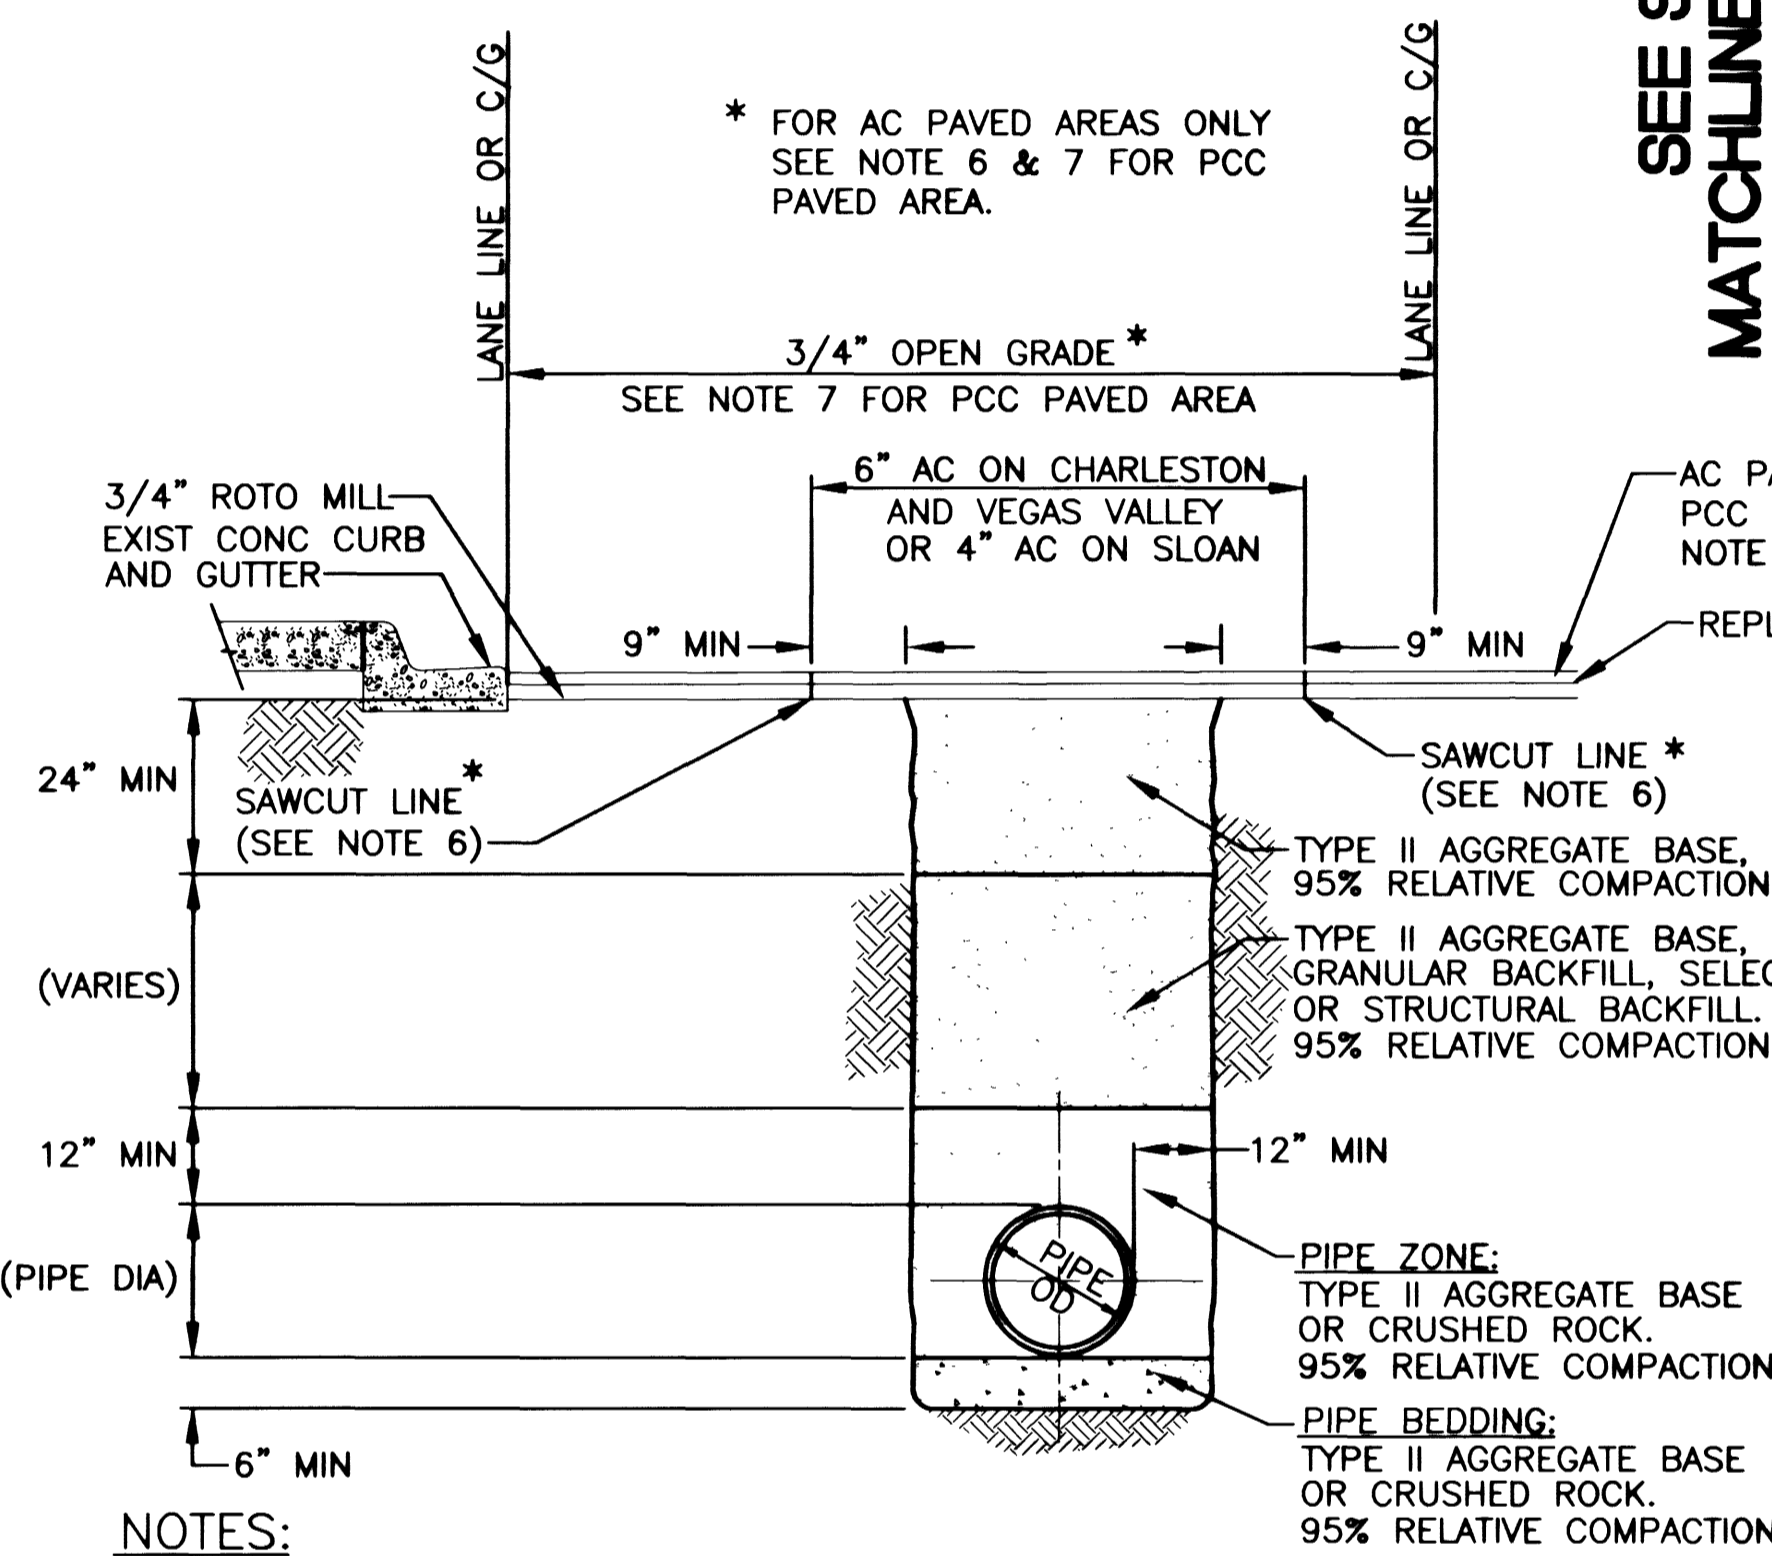 SEE
MATCHLINE
LANE LINE OR C/G
LANE LINE OR C/G
* FOR AC PAVED AREAS ONLY
SEE NOTE 6 & 7 FOR PCC
PAVED AREA.
3/4" OPEN GRADE *
SEE NOTE 7 FOR PCC PAVED AREA
6" AC ON CHARLESTON
AND VEGAS VALLEY
OR 4" AC ON SLOAN
3/4" ROTO MILL
EXIST CONC CURB
AND GUTTER
AC
PCC
NOTE
9" MIN
9" MIN
24" MIN
SAWCUT LINE *
(SEE NOTE 6)
SAWCUT LINE *
(SEE NOTE 6)
TYPE II AGGREGATE BASE,
95% RELATIVE COMPACTION
(VARIES)
TYPE II AGGREGATE BASE,
GRANULAR BACKFILL,
OR STRUCTURAL BACKFILL.
95% RELATIVE COMPACTION
12" MIN
12" MIN
(PIPE DIA)
PIPE
OD
PIPE ZONE:
TYPE II AGGREGATE BASE
OR CRUSHED ROCK.
95% RELATIVE COMPACTION
PIPE BEDDING:
TYPE II AGGREGATE BASE
OR CRUSHED ROCK.
95% RELATIVE COMPACTION
6" MIN
NOTES: